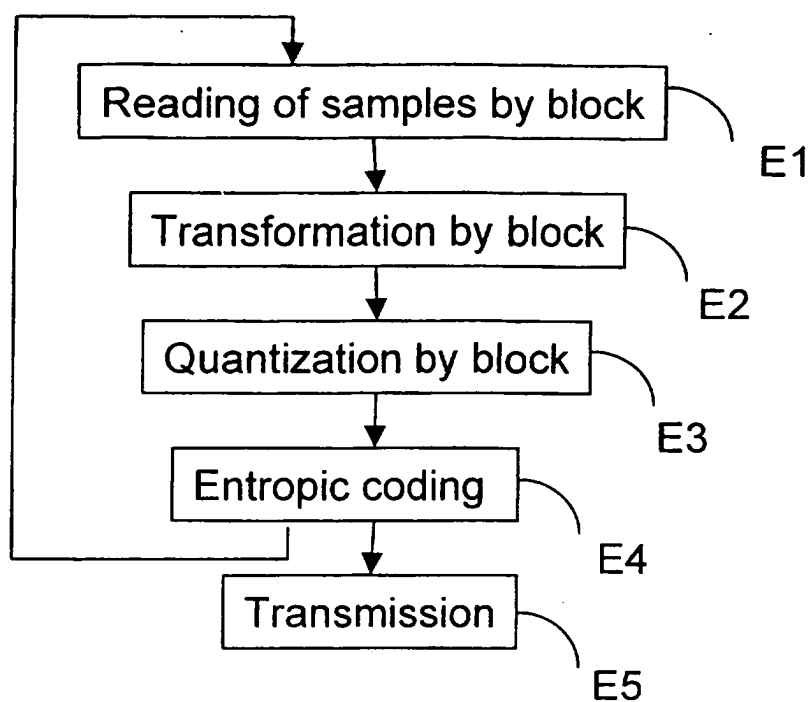 Reading of samples by block
E1
Transformation by block
E2
Quantization by block
E3
Entropic coding
E4
Transmission
E5